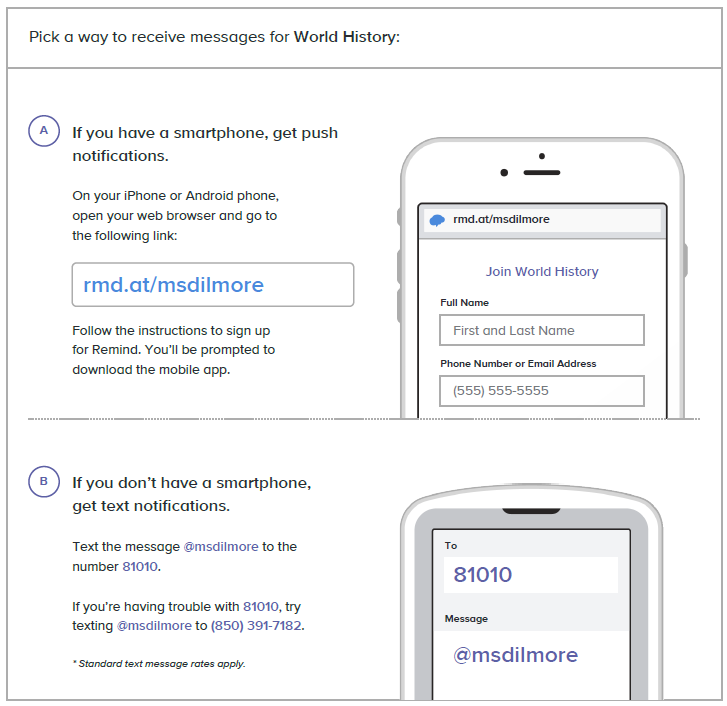 Pick a way to receive messages for World History:
A
If you have a smartphone, get push
notifications.
On your iPhone or Android phone,
open your web browser and go to
the following link:
rmd.at/msdilmore
Follow the instructions to sign up
for Remind. You'll be prompted to
download the mobile app.
rmd.at/msdilmore
Join World History
Full Name
First and Last Name
Phone Number or Email Address
(555) 555-5555
B
If you don't have a smartphone,
get text notifications.
Text the message @msdilmore to the
number 81010.
If you're having trouble with 81010, try
texting @msdilmore to (850) 391-7182.
* Standard text message rates apply.
To
81010
Message
@msdilmore